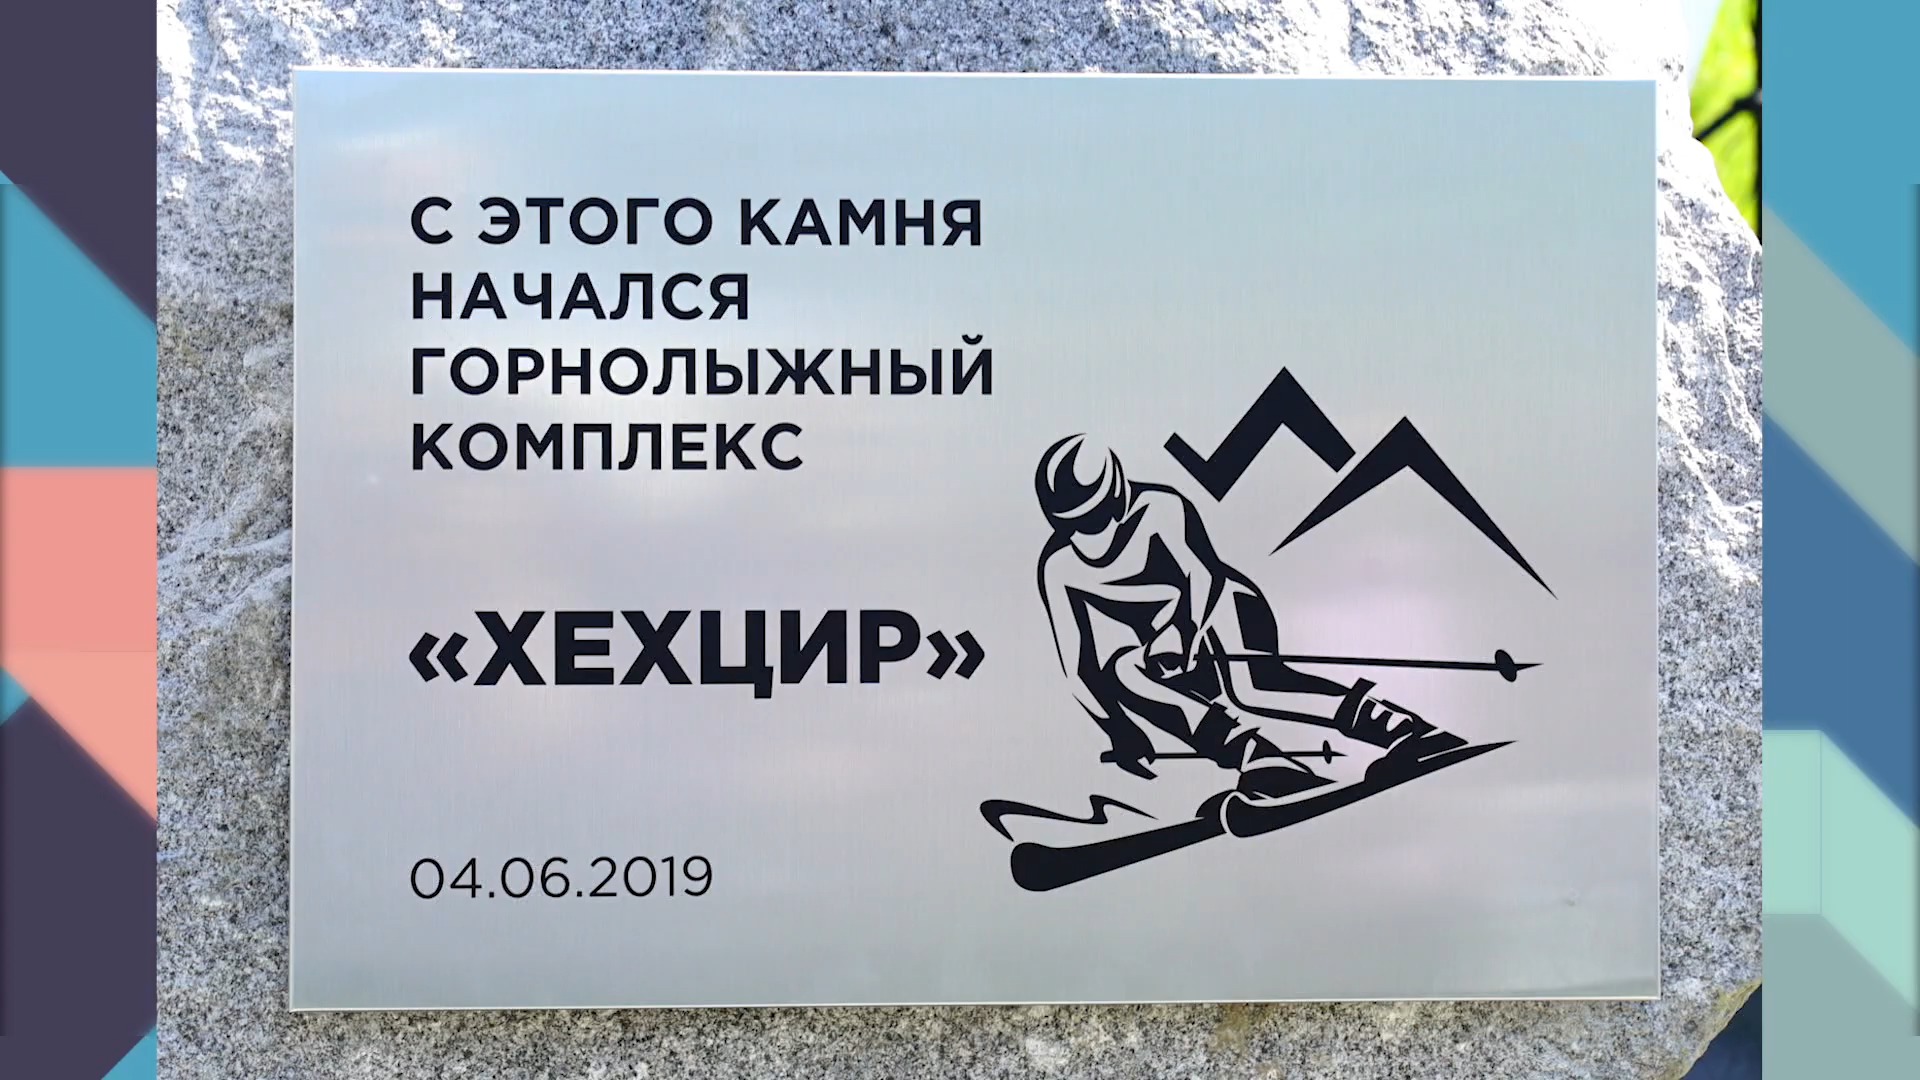 С ЭТОГО КАМНЯ
НАЧАЛСЯ
ГОРНОЛЫЖНЫЙ
КОМПЛЕКС
«ХЕХЦИР»
04.06.2019